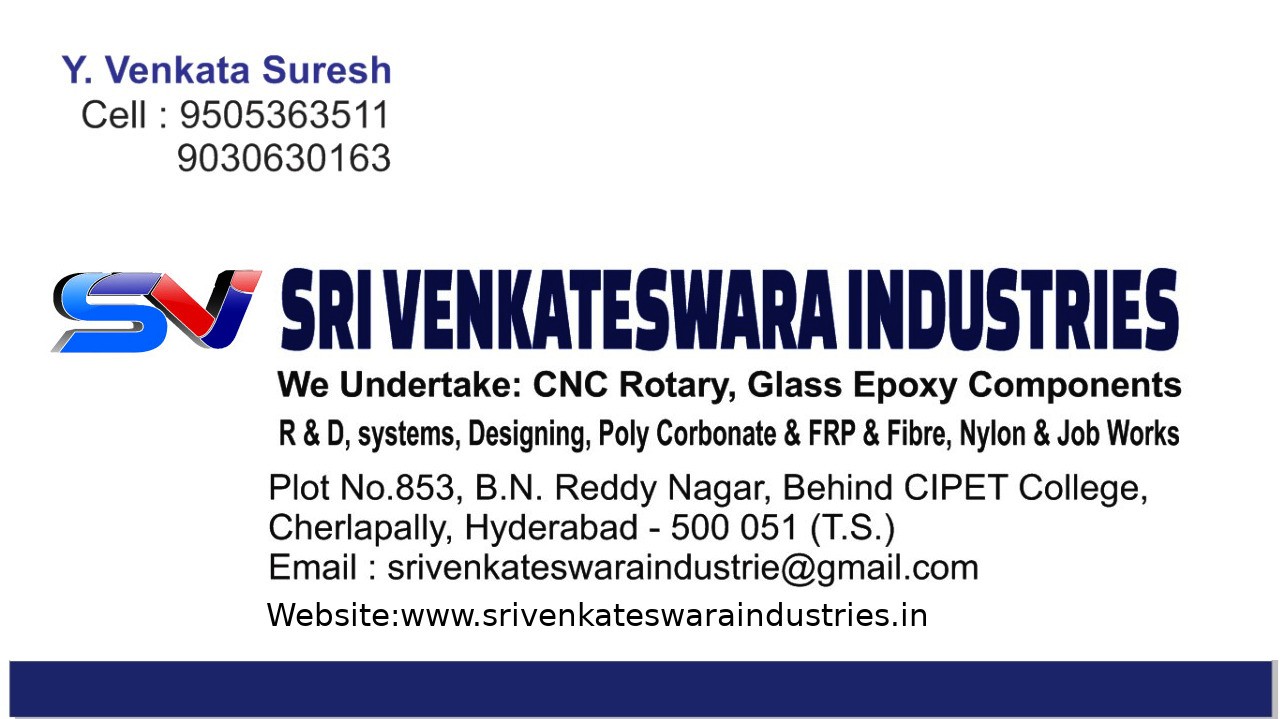 Y. Venkata Suresh
Cell : 9505363511
9030630163
SVi SRI VENKATESWARA INDUSTRIES
We Undertake: CNC Rotary, Glass Epoxy Components
R & D, systems, Designing, Poly Corbonate & FRP & Fibre, Nylon & Job Works
Plot No.853, B.N. Reddy Nagar, Behind CIPET College,
Cherlapally, Hyderabad - 500 051 (T.S.)
Email : srivenkateswaraindustrie@gmail.com
Website:www.srivenkateswaraindustries.in